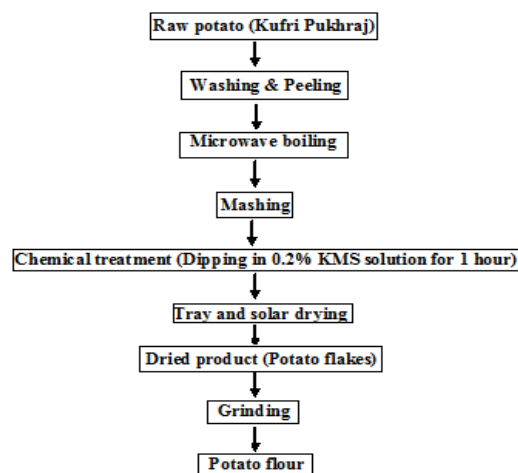 Raw potato (Kufri Pukhraj)
Washing & Peeling
Microwave boiling
Mashing
Chemical treatment (Dipping in 0.2% KMS solution for 1 hour)
Tray and solar drying
Dried product (Potato flakes)
Grinding
Potato flour